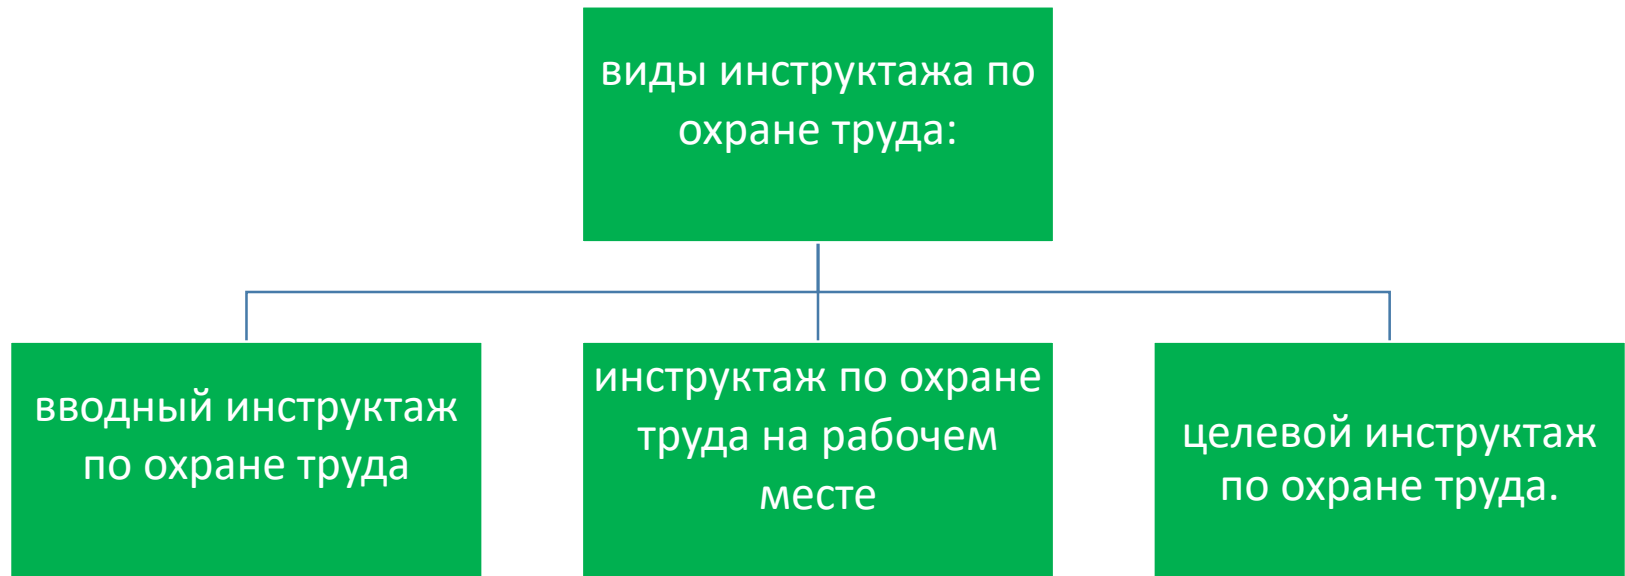 виды инструктажа по
охране труда:
вводный инструктаж
по охране труда
инструктаж по охране
труда на рабочем
месте
целевой инструктаж
по охране труда.